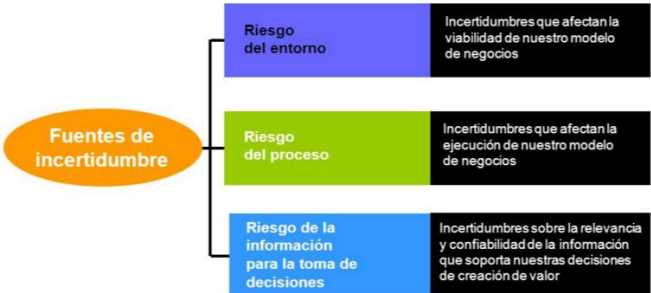 Fuentes de
incertidumbre
Riesgo
del entorno
Incertidumbres que afectan la
viabilidad de nuestro modelo
de negocios
Riesgo
del proceso
Incertidumbres que afectan la
ejecución de nuestro modelo
de negocios
Riesgo de la
información
para la toma de
decisiones
Incertidumbres sobre la relevancia
y confiabilidad de la información
que soporta nuestras decisiones
de creación de valor